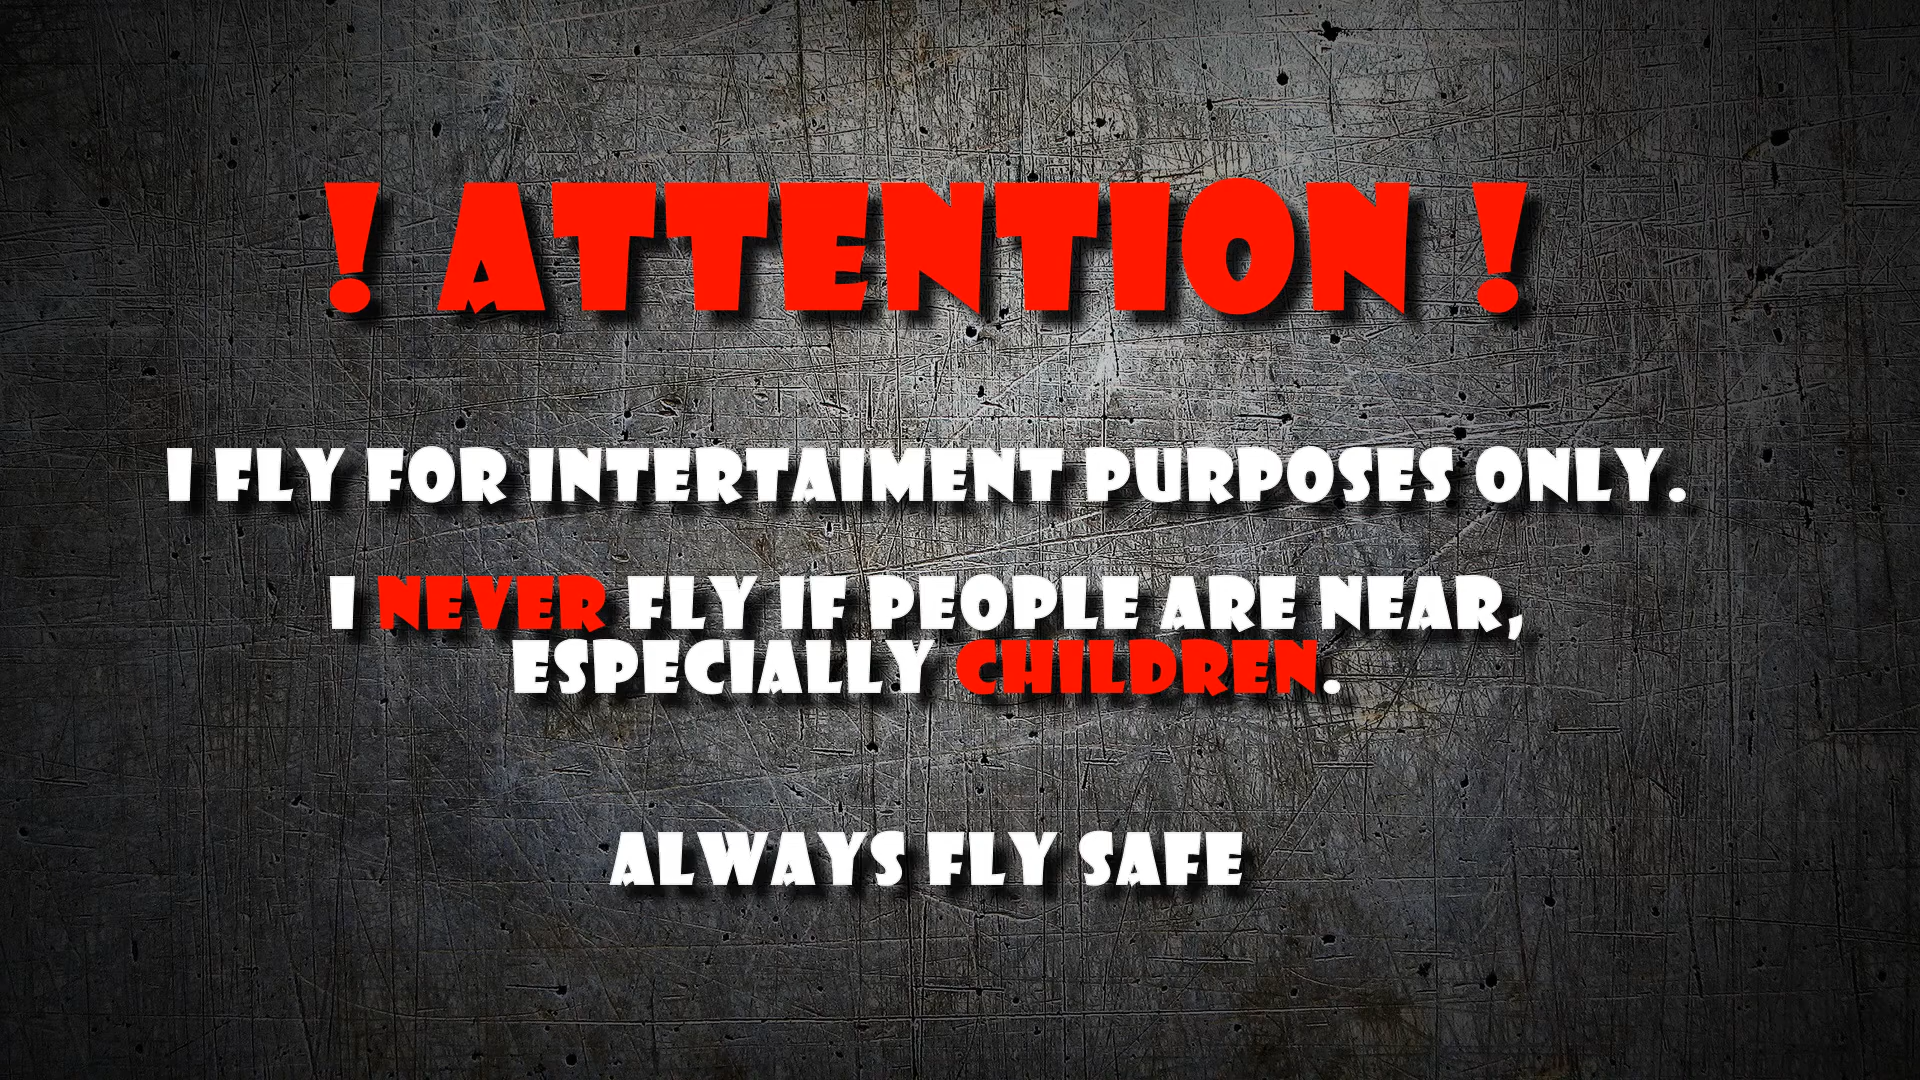 ! ATTENTION !
I FLY FOR INTERTAIMENT PURPOSES ONLY.
I NEVER FLY IF PEOPLE ARE NEAR,
ESPECIALLY CHILDREN.
ALWAYS FLY SAFE